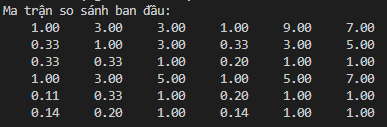 Ma trận so sánh ban đầu:
1.00 3.00 3.00 1.00 9.00 7.00
0.33 1.00 3.00 0.33 3.00 5.00
0.33 0.33 1.00 0.20 1.00 1.00
1.00 3.00 5.00 1.00 5.00 7.00
0.11 0.33 1.00 0.20 1.00 1.00
0.14 0.20 1.00 0.14 1.00 1.00